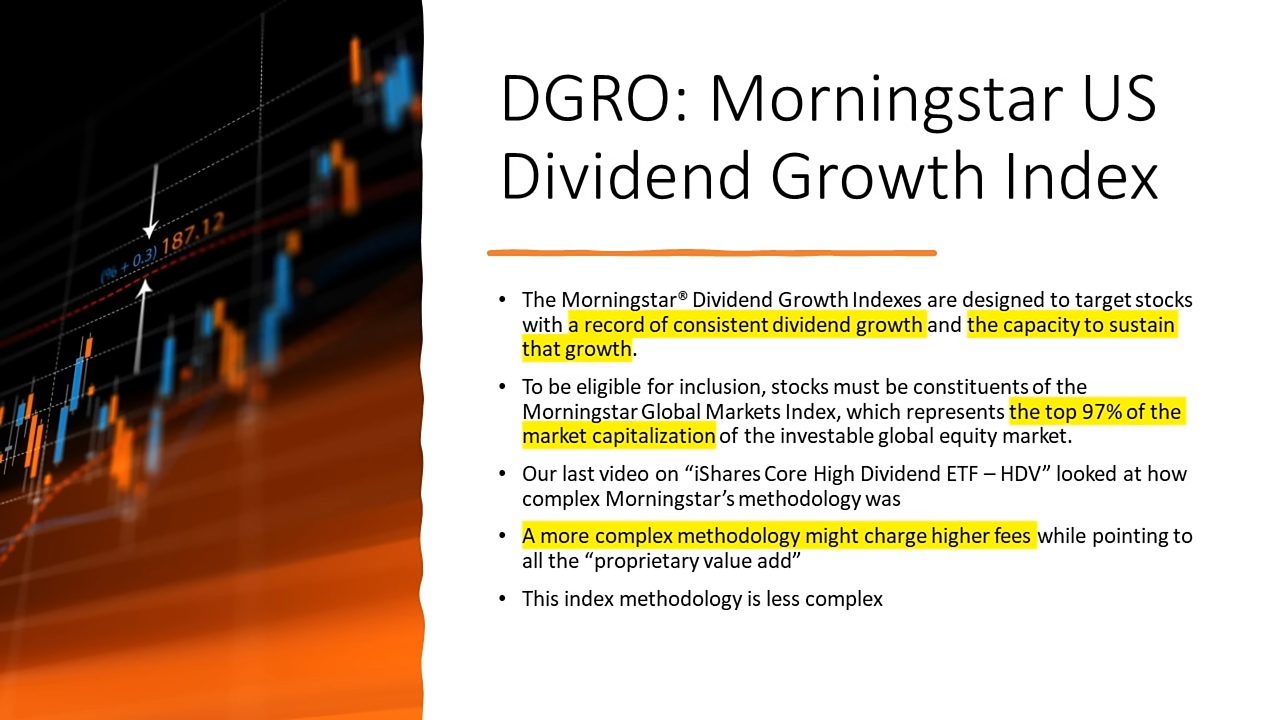 DGRO: Morningstar US
Dividend Growth Index
(% + 0.3) 187.12
• The Morningstar® Dividend Growth Indexes are designed to target stocks
with a record of consistent dividend growth and the capacity to sustain
that growth.
• To be eligible for inclusion, stocks must be constituents of the
Morningstar Global Markets Index, which represents the top 97% of the
market capitalization of the investable global equity market.
• Our last video on “iShares Core High Dividend ETF – HDV” looked at how
complex Morningstar’s methodology was
• A more complex methodology might charge higher fees while pointing to
all the “proprietary value add”
• This index methodology is less complex